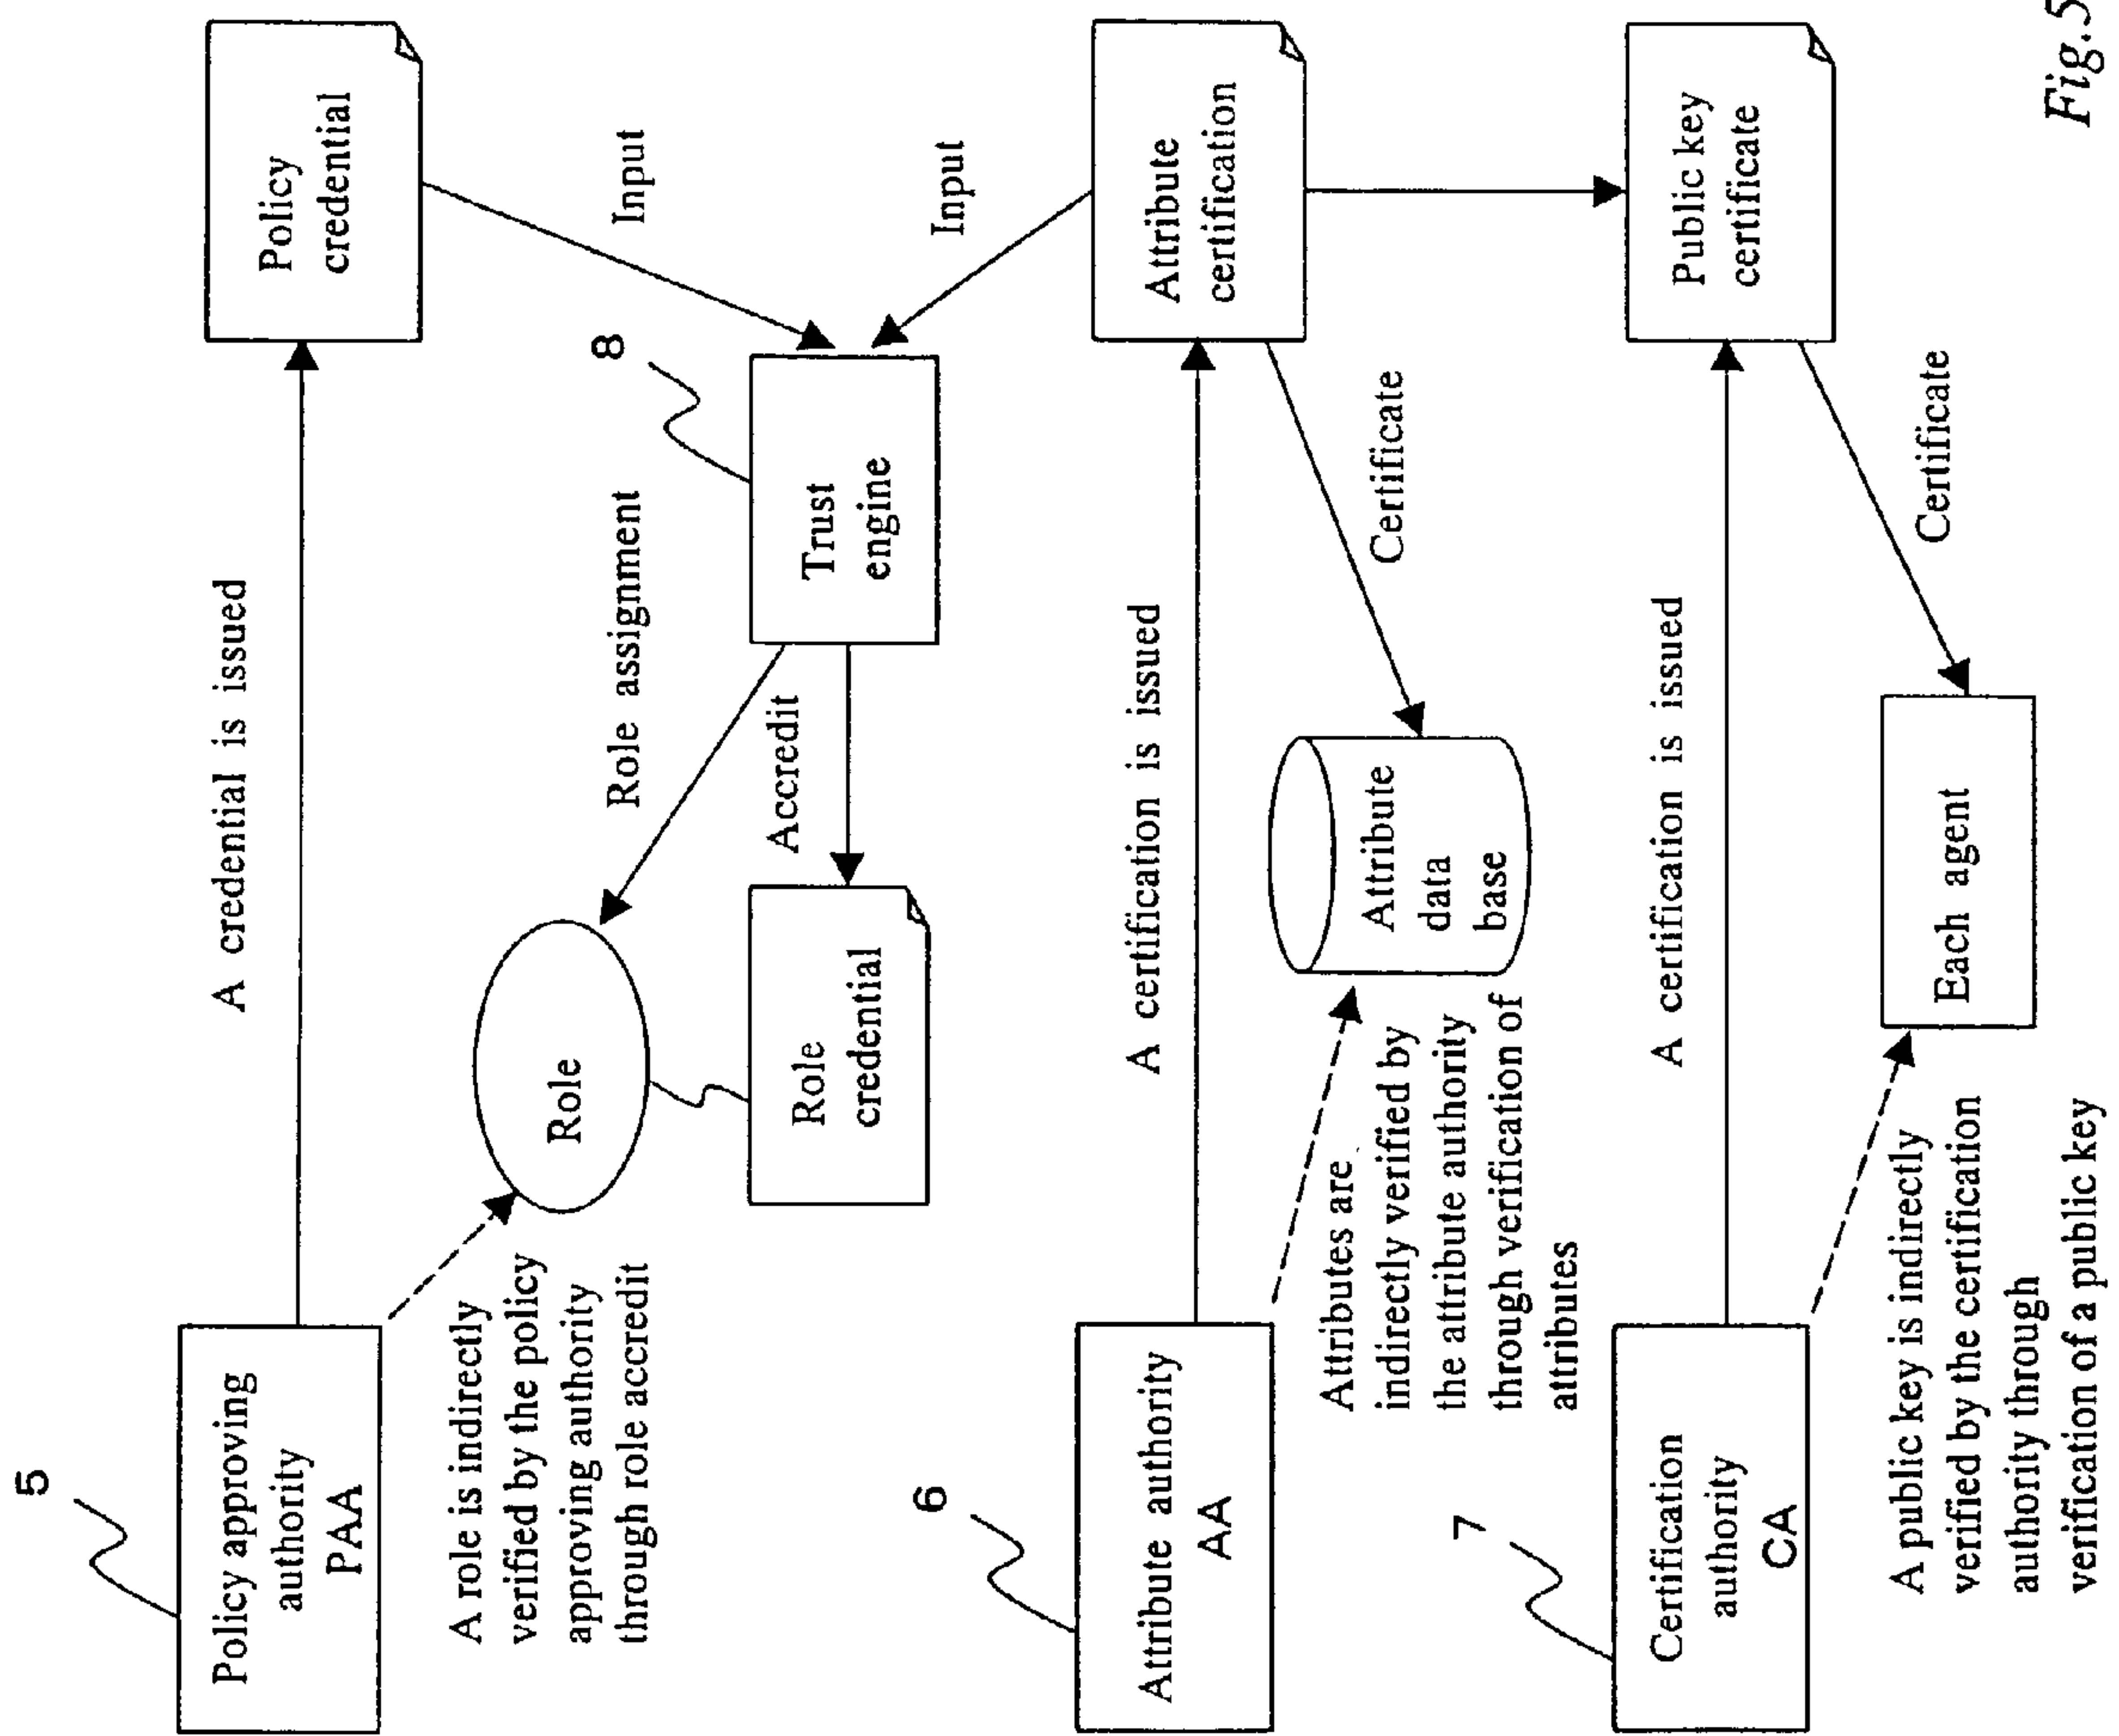 5
Policy approving
authority
PAA
A credential is issued
Policy
credential
A role is indirectly
verified by the policy
approving authority
through role accredit
Role
Role assignment
8
Input
Role
credential
Accredit
Trust
engine
Input
6
Attribute authority
AA
A certification is issued
Attribute
certification
Attributes are
indirectly verified by
the attribute authority
through verification of
attributes
Attribute
data
base
Certificate
7
Certification
authority
CA
A certification is issued
Public key
certificate
A public key is indirectly
verified by the certification
authority through
verification of a public key
Each agent
Certificate
Fig.5